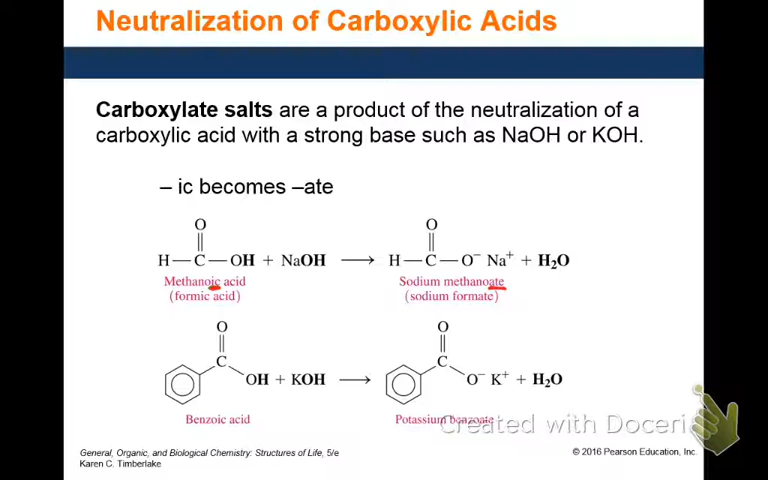 Neutralization of Carboxylic Acids
Carboxylate salts are a product of the neutralization of a
carboxylic acid with a strong base such as NaOH or KOH.
– ic becomes –ate
O O
H—C—OH + NaOH ⟶ H—C—O⁻ Na⁺ + H₂O
Methanoic acid Sodium methanoate
(formic acid) (sodium formate)
O O
C C
OH + KOH ⟶ O⁻ K⁺ + H₂O
Benzoic acid Potassium benzoate
Created with Doceri
General, Organic, and Biological Chemistry: Structures of Life, 5/e
Karen C. Timberlake
© 2016 Pearson Education, Inc.